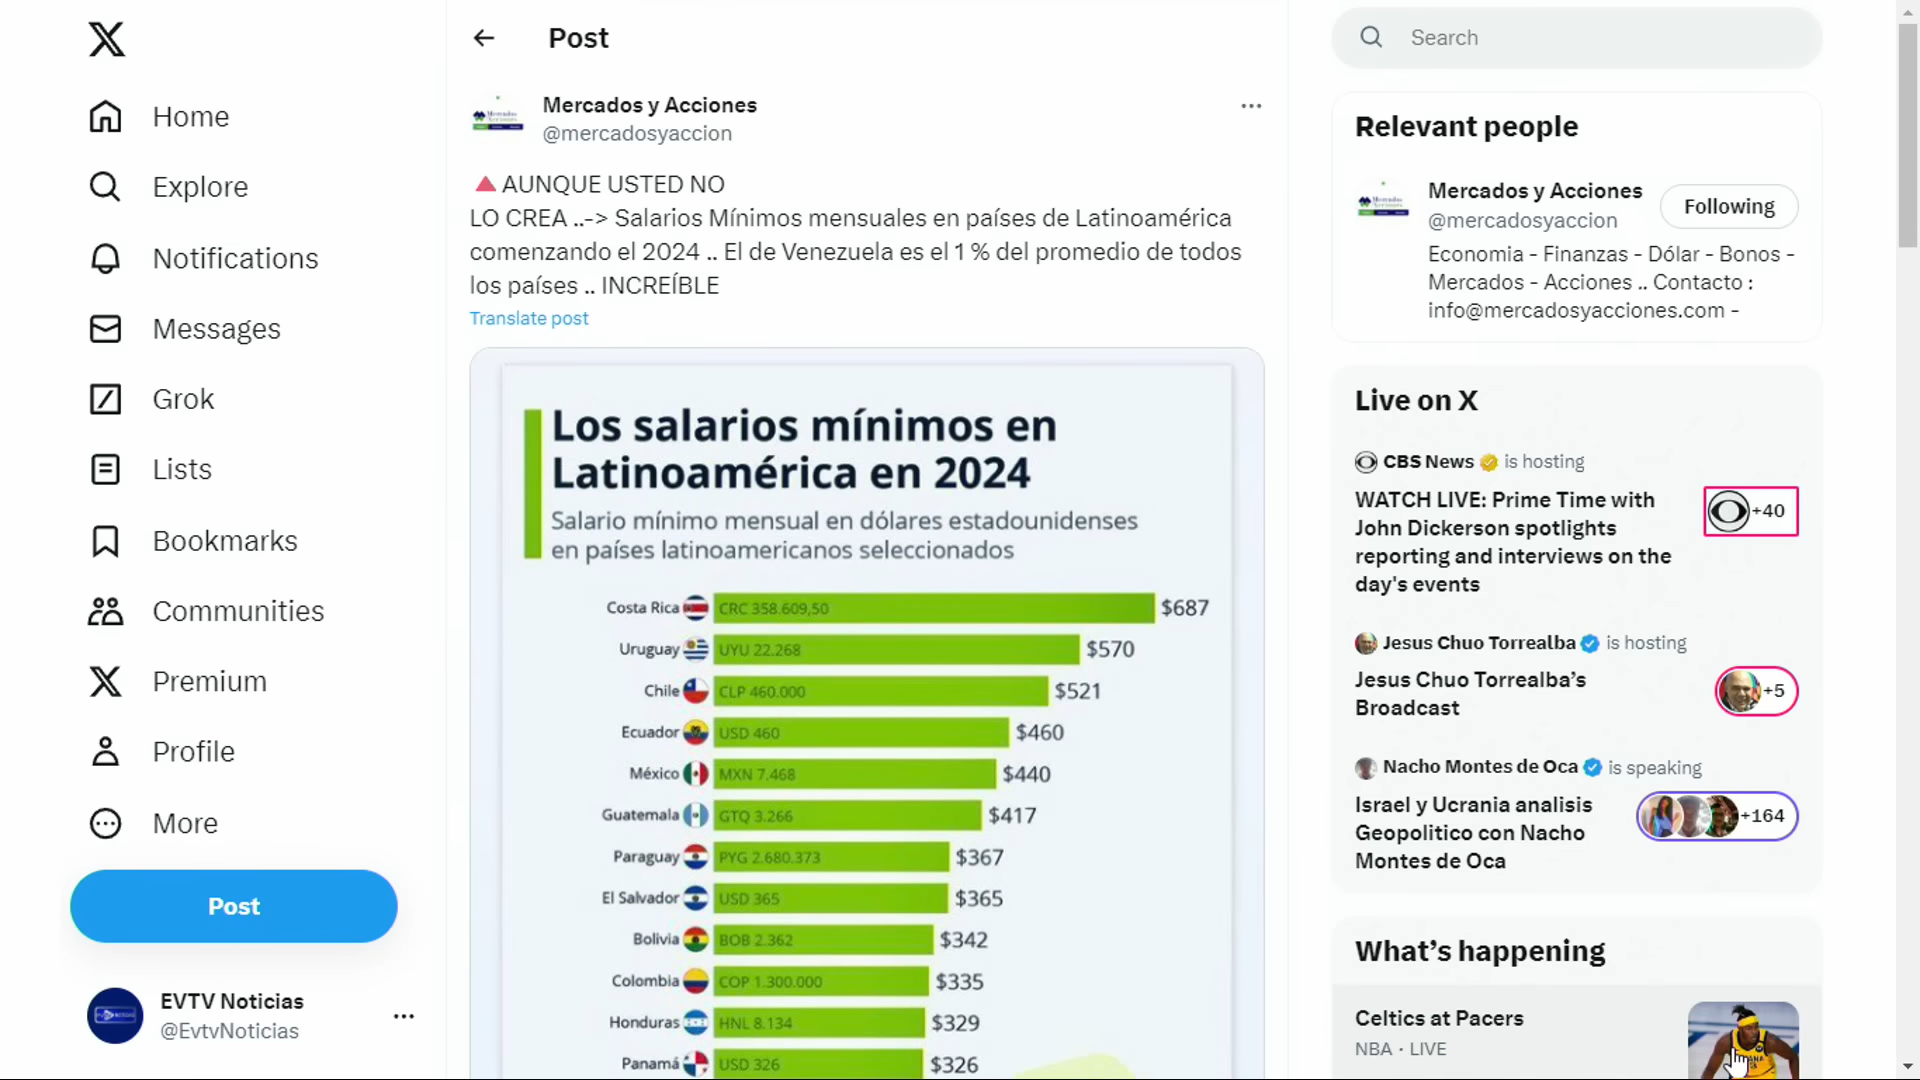 Home
Explore
Notifications
Messages
Grok
Lists
Bookmarks
Communities
Premium
Profile
More
Post
EVTV Noticias
@EvtvNoticias
Post
Mercados y Acciones
@mercadosyaccion
AUNQUE USTED NO
LO CREA ..-> Salarios Mínimos mensuales en países de Latinoamérica
comenzando el 2024 .. El de Venezuela es el 1 % del promedio de todos
los países .. INCREÍBLE
Translate post
Los salarios mínimos en
Latinoamérica en 2024
Salario mínimo mensual en dólares estadounidenses
en países latinoamericanos seleccionados
Costa Rica CRC 358.609,50 $687
Uruguay UYU 22.268 $570
Chile CLP 460.000 $521
Ecuador USD 460 $460
México MXN 7.468 $440
Guatemala GTQ 3.266 $417
Paraguay PYG 2.680.373 $367
El Salvador USD 365 $365
Bolivia BOB 2.362 $342
Colombia COP 1.300.000 $335
Honduras HNL 8.134 $329
Panamá USD 326 $326
Search
Relevant people
Mercados y Acciones
@mercadosyaccion
Following
Economia - Finanzas - Dólar - Bonos -
Mercados - Acciones .. Contacto :
info@mercadosyacciones.com -
Live on X
CBS News is hosting
WATCH LIVE: Prime Time with
John Dickerson spotlights
reporting and interviews on the
day's events
+40
Jesus Chuo Torrealba is hosting
Jesus Chuo Torrealba’s
Broadcast
+5
Nacho Montes de Oca is speaking
Israel y Ucrania analisis
Geopolitico con Nacho
Montes de Oca
+164
What’s happening
Celtics at Pacers
NBA · LIVE